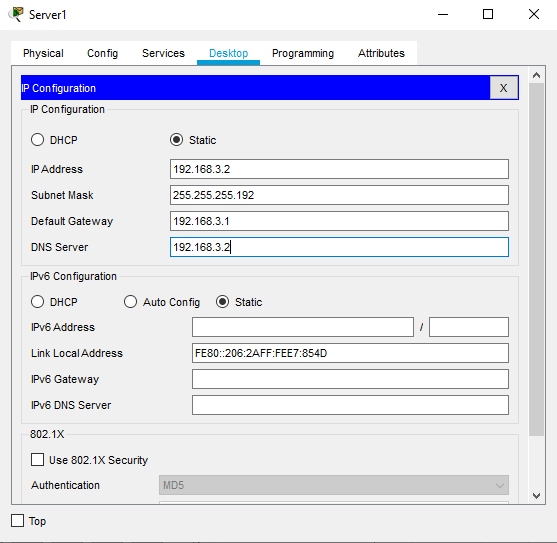 Server1
Physical Config Services Desktop Programming Attributes
IP Configuration X
IP Configuration
DHCP Static
IP Address 192.168.3.2
Subnet Mask 255.255.255.192
Default Gateway 192.168.3.1
DNS Server 192.168.3.2
IPv6 Configuration
DHCP Auto Config Static
IPv6 Address /
Link Local Address FE80::206:2AFF:FEE7:854D
IPv6 Gateway
IPv6 DNS Server
802.1X
Use 802.1X Security
Authentication MD5
Top